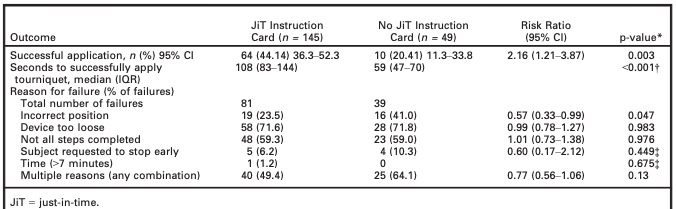 JiT Instruction No JiT Instruction Risk Ratio
Outcome Card (n = 145) Card (n = 49) (95% CI) p-value*
Successful application, n (%) 95% CI 64 (44.14) 36.3–52.3 10 (20.41) 11.3–33.8 2.16 (1.21–3.87) 0.003
Seconds to successfully apply 108 (83–144) 59 (47–70) <0.001†
tourniquet, median (IQR)
Reason for failure (% of failures)
Total number of failures 81 39
Incorrect position 19 (23.5) 16 (41.0) 0.57 (0.33–0.99) 0.047
Device too loose 58 (71.6) 28 (71.8) 0.99 (0.78–1.27) 0.983
Not all steps completed 48 (59.3) 23 (59.0) 1.01 (0.73–1.38) 0.976
Subject requested to stop early 5 (6.2) 4 (10.3) 0.60 (0.17–2.12) 0.449‡
Time (>7 minutes) 1 (1.2) 0 0.675‡
Multiple reasons (any combination) 40 (49.4) 25 (64.1) 0.77 (0.56–1.06) 0.13
JiT = just-in-time.